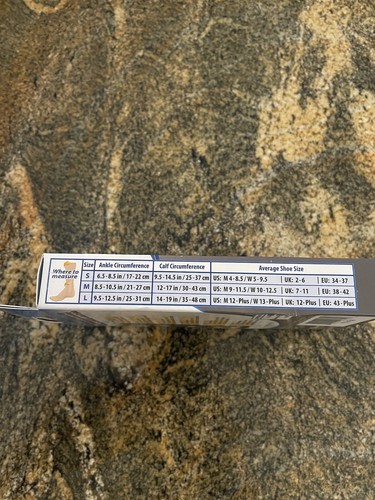 Where to measure
Size Ankle Circumference Calf Circumference Average Shoe Size
S 6.5-8.5 in / 17-22 cm 9.5-14.5 in / 25-37 cm US: M 4-8.5 / W 5-9.5 UK: 2-6 EU: 34-37
M 8.5-10.5 in / 21-27 cm 12-17 in / 30-43 cm US: M 9-11.5 / W 10-12.5 UK: 7-11 EU: 38-42
L 9.5-12.5 in / 25-31 cm 14-19 in / 35-48 cm US: M 12-Plus / W 13-Plus UK: 12-Plus EU: 43-Plus